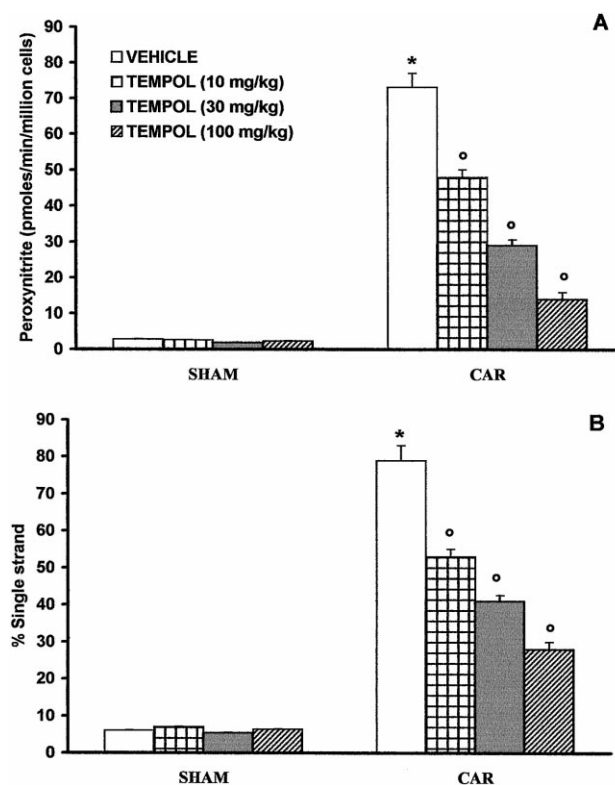 A
Peroxynitrite (pmoles/min/million cells)
90
80
70
60
50
40
30
20
10
0
VEHICLE
TEMPOL (10 mg/kg)
TEMPOL (30 mg/kg)
TEMPOL (100 mg/kg)
*
°
°
°
SHAM
CAR
B
% Single strand
90
80
70
60
50
40
30
20
10
0
*
°
°
°
SHAM
CAR